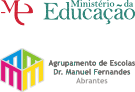 Ministério da
Educação
Agrupamento de Escolas
Dr. Manuel Fernandes
Abrantes